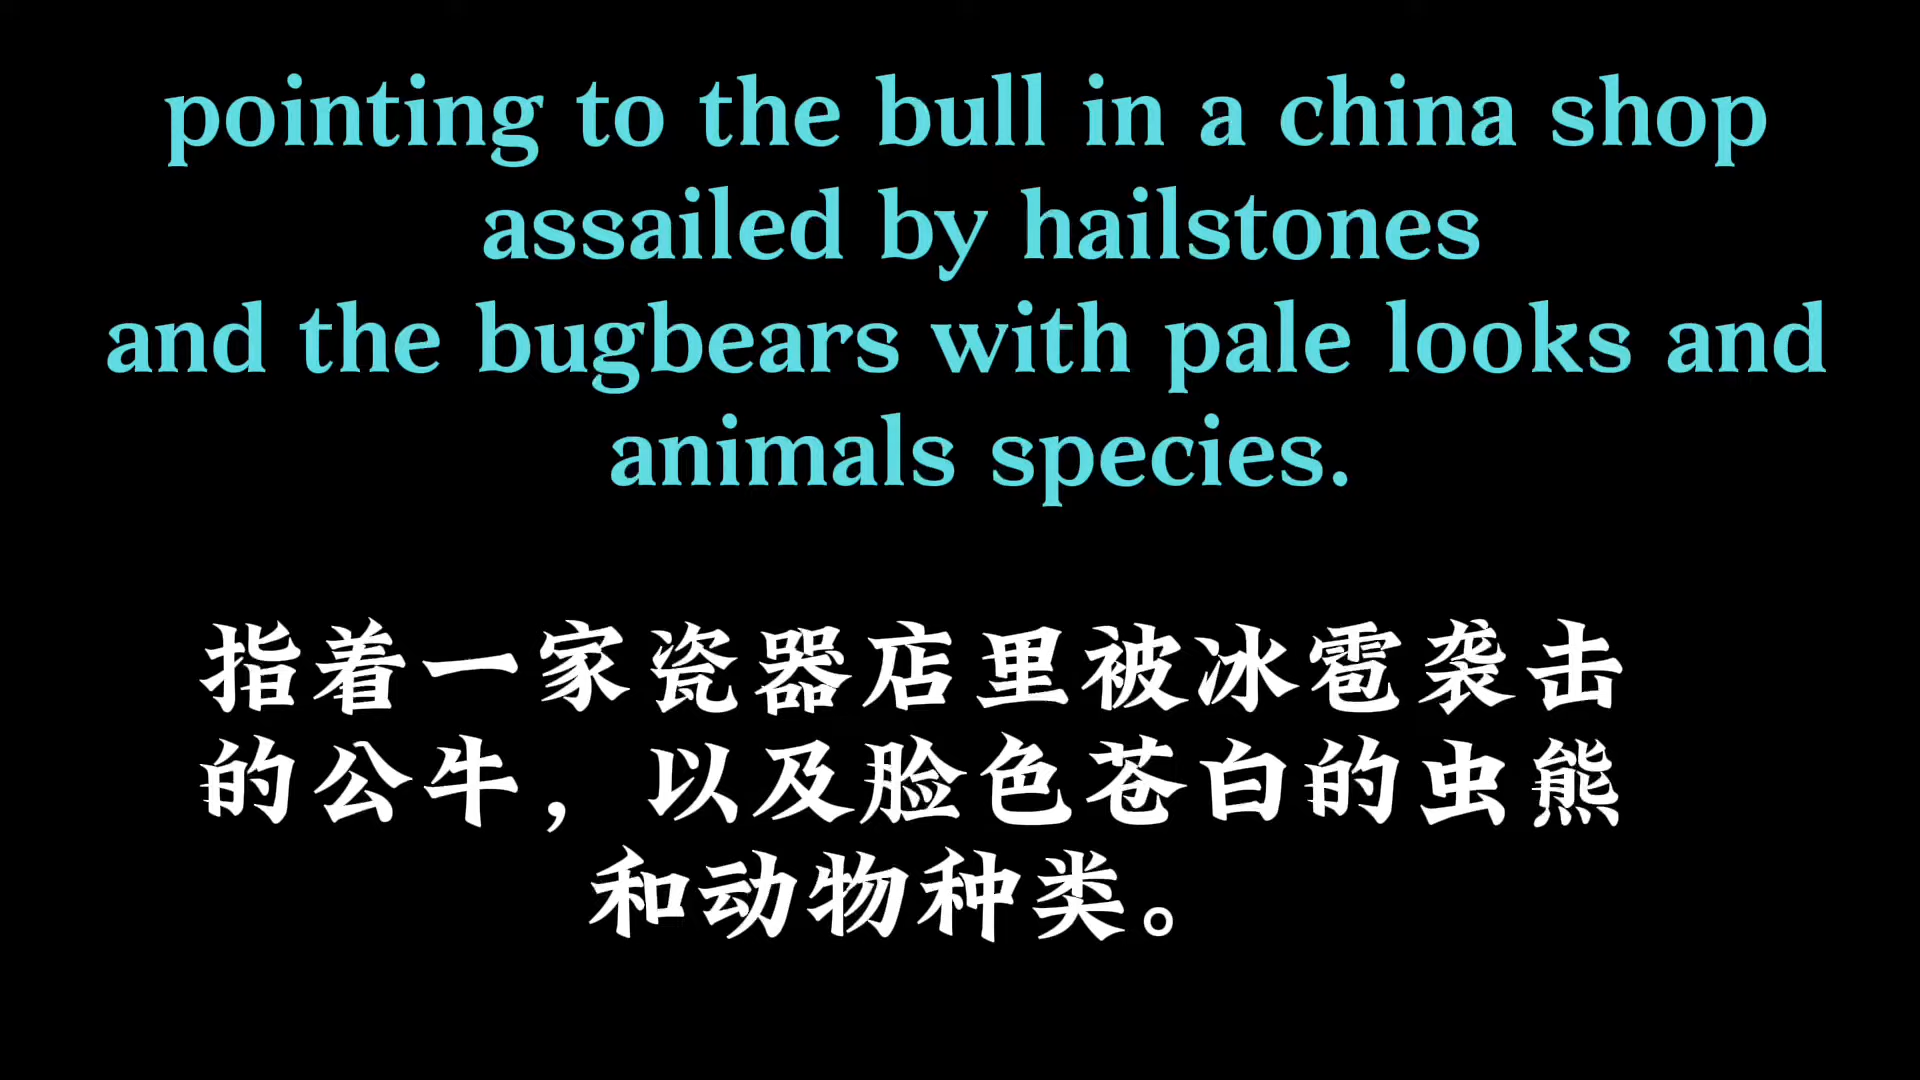 pointing to the bull in a china shop
assailed by hailstones
and the bugbears with pale looks and
animals species.
指着一家瓷器店里被冰雹袭击
的公牛，以及脸色苍白的虫熊
和动物种类。